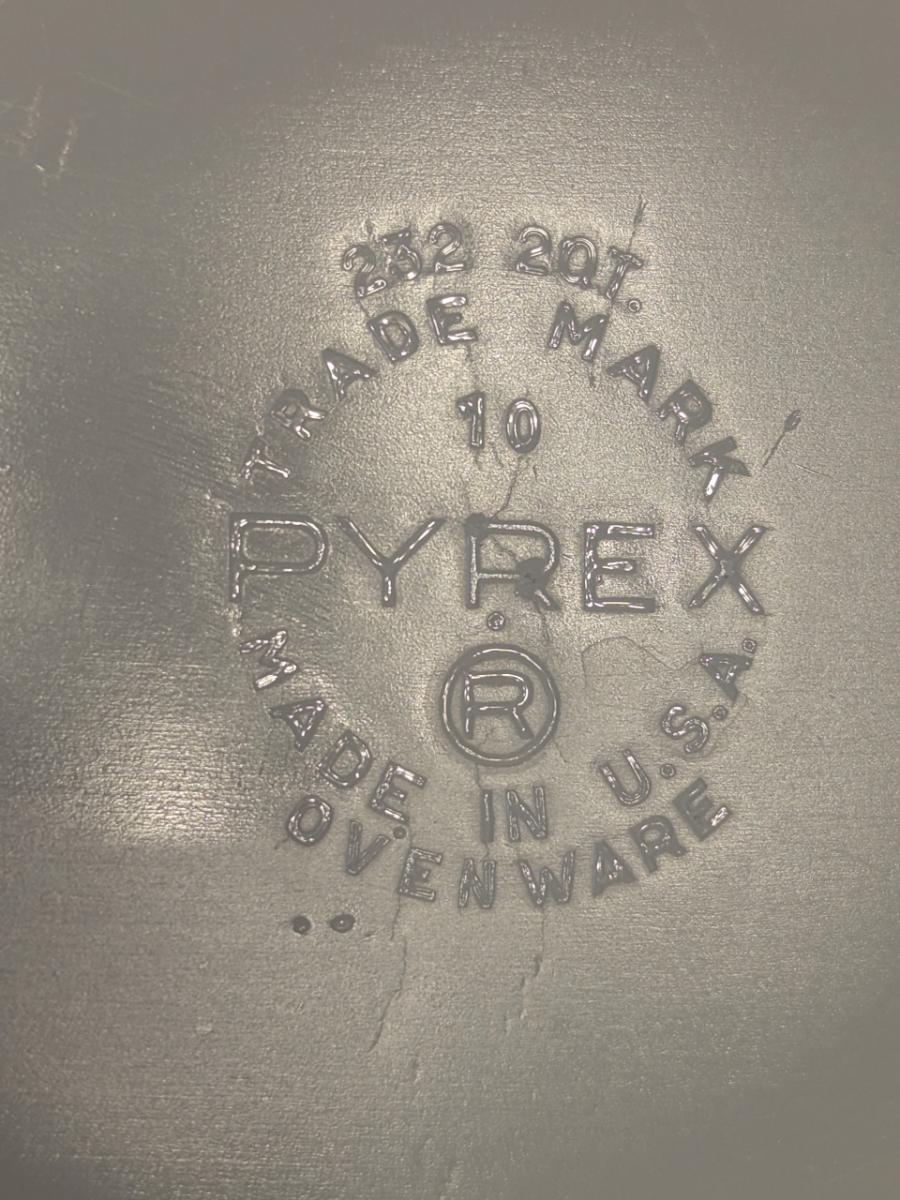 232 2QT.
TRADE MARK
10
PYREX
®
MADE IN U.S.A.
OVENWARE